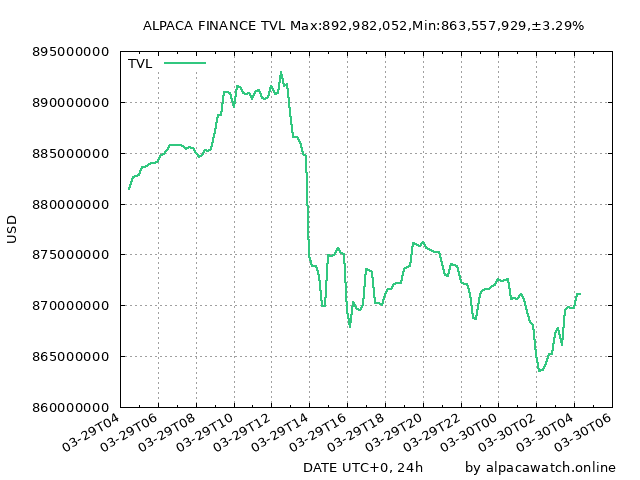 ALPACA FINANCE TVL Max:892,982,052,Min:863,557,929,±3.29%
TVL
895000000
890000000
885000000
880000000
875000000
870000000
865000000
860000000
USD
03-29T04
03-29T06
03-29T08
03-29T10
03-29T12
03-29T14
03-29T16
03-29T18
03-29T20
03-29T22
03-30T00
03-30T02
03-30T04
03-30T06
DATE UTC+0, 24h
by alpacawatch.online